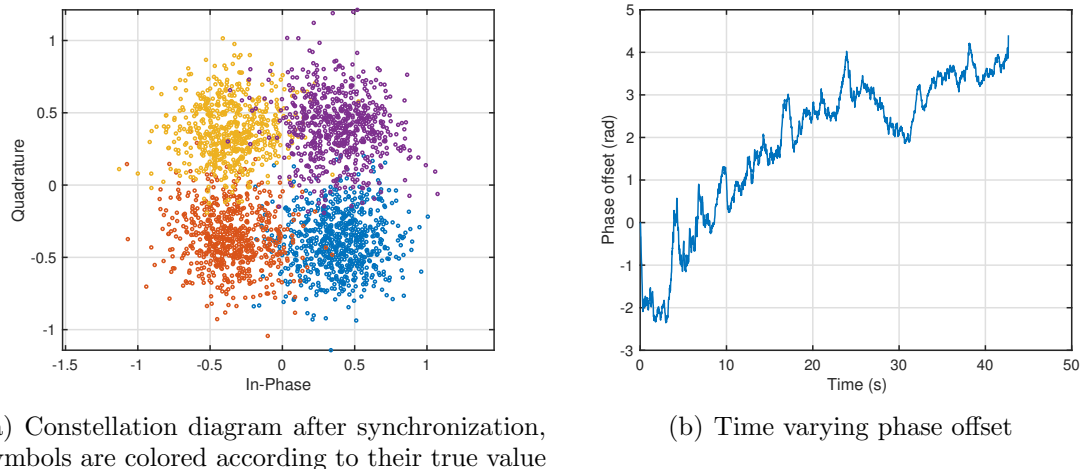 1
0.5
0
-0.5
-1
Quadrature
-1.5 -1 -0.5 0 0.5 1
In-Phase
5
4
3
2
1
0
-1
-2
-3
Phase offset (rad)
0 10 20 30 40 50
Time (s)
) Constellation diagram after synchronization,
are colored according to their true value
(b) Time varying phase offset